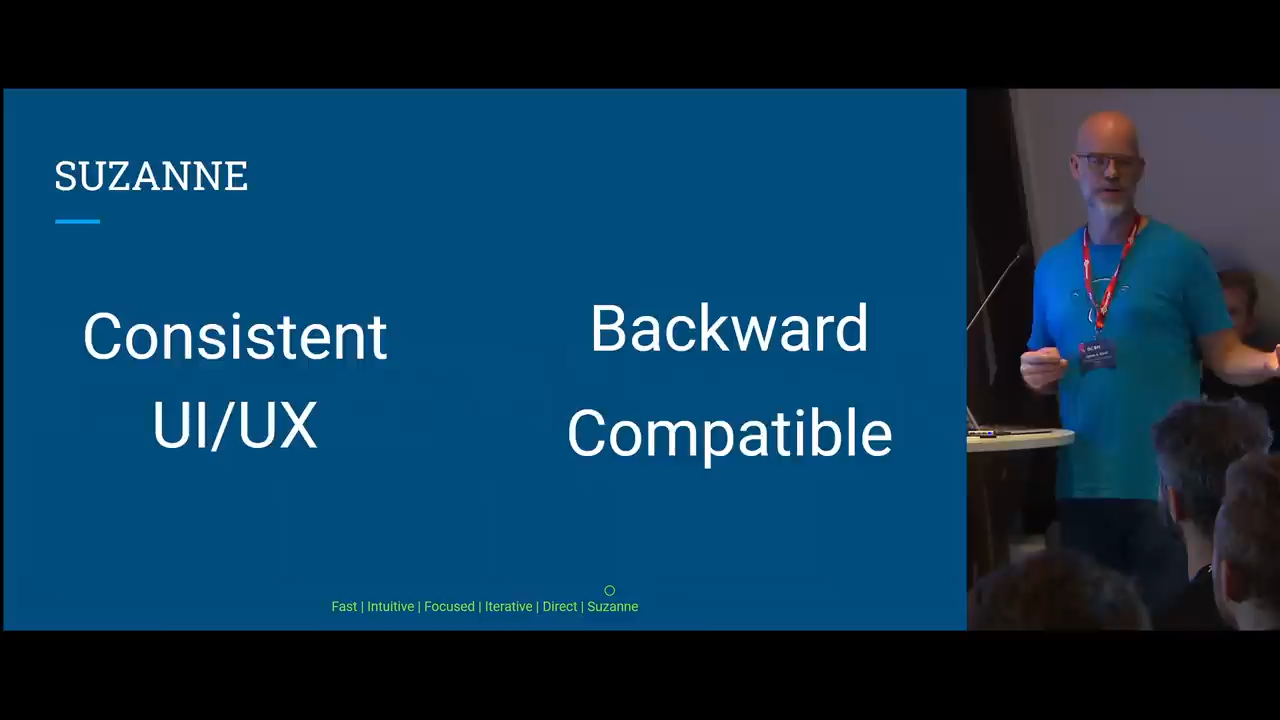 SUZANNE
Consistent
UI/UX
Backward
Compatible
Fast | Intuitive | Focused | Iterative | Direct | Suzanne